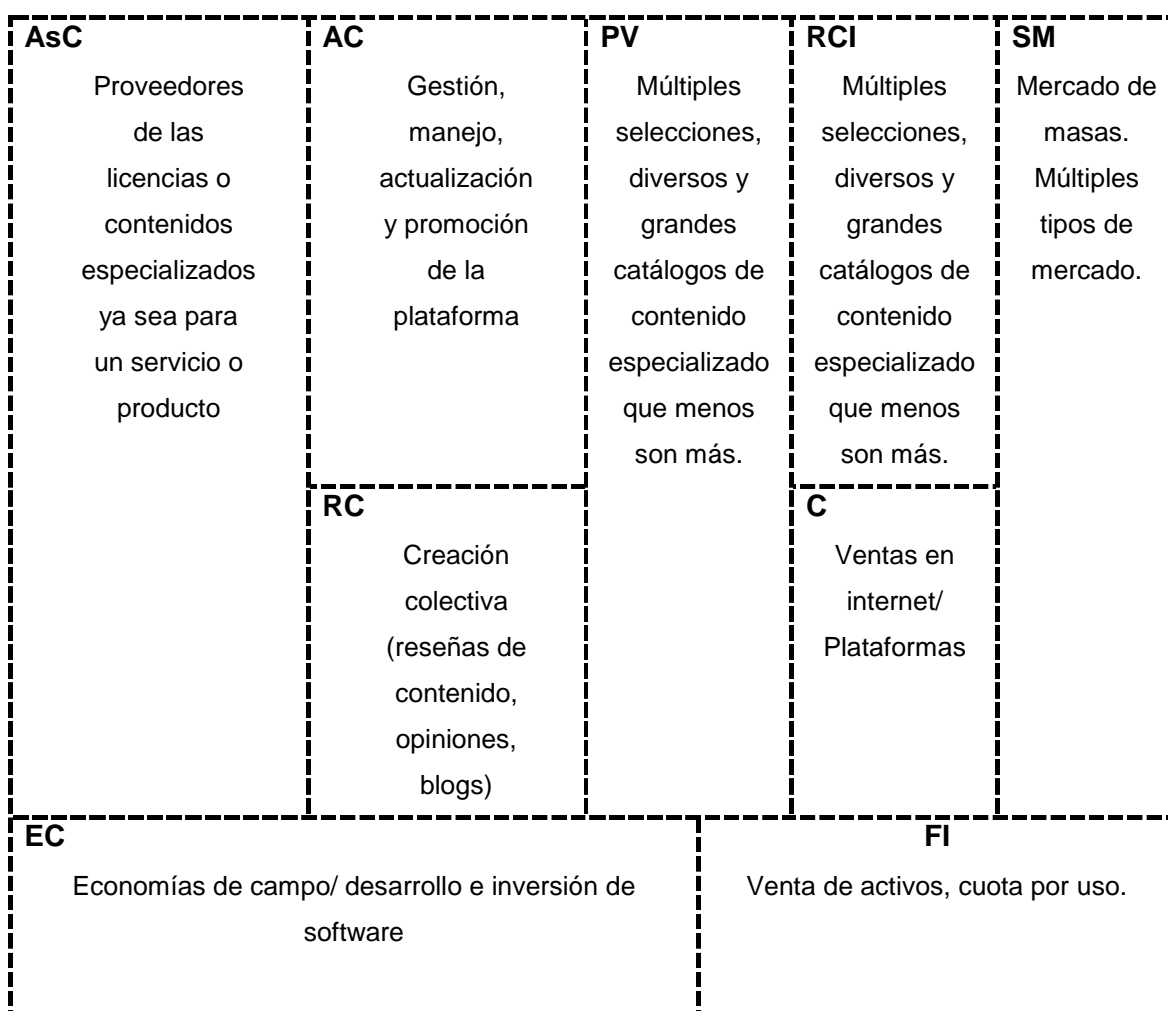 AsC
Proveedores
de las
licencias o
contenidos
especializados
ya sea para
un servicio o
producto
AC
Gestión,
manejo,
actualización
y promoción
de la
plataforma
RC
Creación
colectiva
(reseñas de
contenido,
opiniones,
blogs)
PV
Múltiples
selecciones,
diversos y
grandes
catálogos de
contenido
especializado
que menos
son más.
RCI
Múltiples
selecciones,
diversos y
grandes
catálogos de
contenido
especializado
que menos
son más.
C
Ventas en
internet/
Plataformas
SM
Mercado de
masas.
Múltiples
tipos de
mercado.
EC
Economías de campo/ desarrollo e inversión de
software
FI
Venta de activos, cuota por uso.